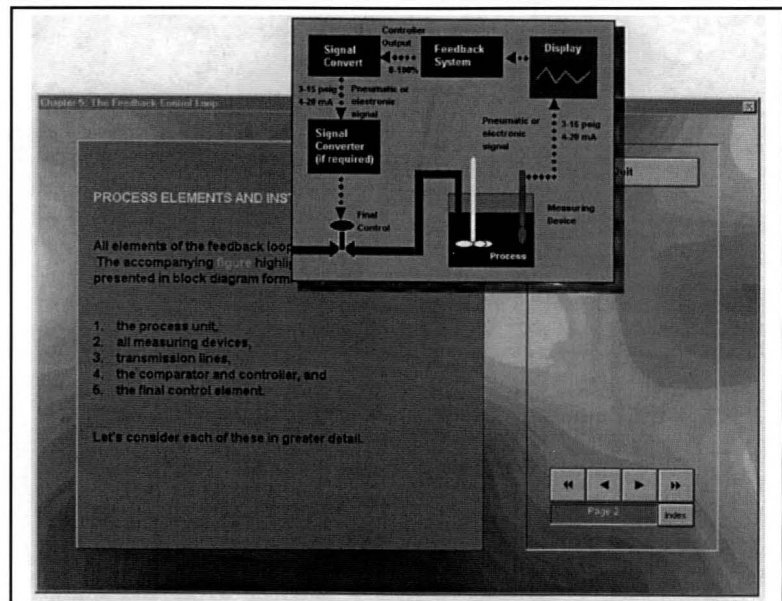 Controller
Output
Signal
Convert
Feedback
System
Display
0-100%
3-15 psig
4-20 mA
Pneumatic or
electronic
signal
Pneumatic or
electronic
signal
3-15 psig
4-20 mA
Signal
Converter
(if required)
Final
Control
Measuring
Device
Process
Chapter 5: The Feedback Control Loop
Quit
PROCESS ELEMENTS AND INS
All elements of the feedback loop
The accompanying figure highlig
presented in block diagram form
1. the process unit,
2. all measuring devices,
3. transmission lines,
4. the comparator and controller, and
5. the final control element.
Let's consider each of these in greater detail.
Page 2
Index